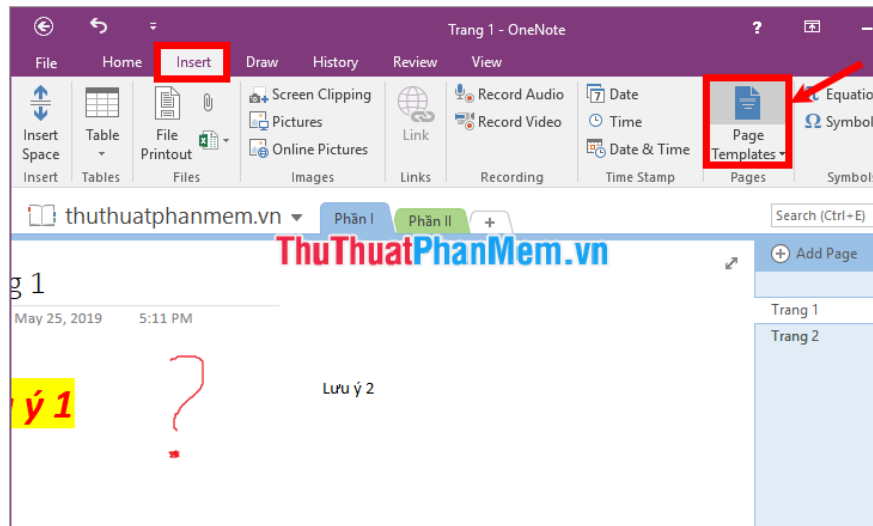 Trang 1 - OneNote
?
File Home Insert Draw History Review View
Insert Space
Table
File Printout
Screen Clipping
Pictures
Online Pictures
Link
Record Audio
Record Video
7 Date
Time
Date & Time
Page Templates
Equatio
Ω Symbol
Insert Tables Files Images Links Recording Time Stamp Pages Symbols
thuthuatphanmem.vn Phần I Phần II + Search (Ctrl+E)
ThuThuatPhanMem.vn
Add Page
g 1
May 25, 2019 5:11 PM
Trang 1
Trang 2
ý 1
?
Lưu ý 2